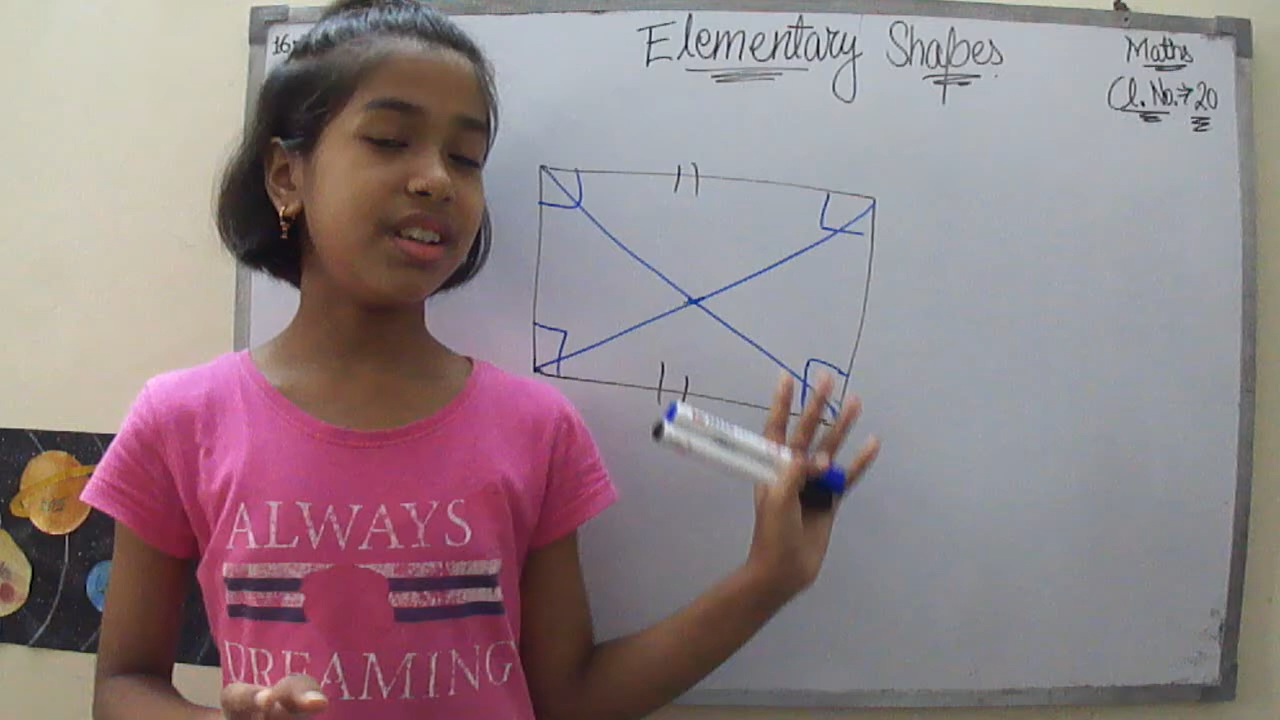 Elementary Shapes
Maths
Cl. No.→20
ALWAYS
DREAMING